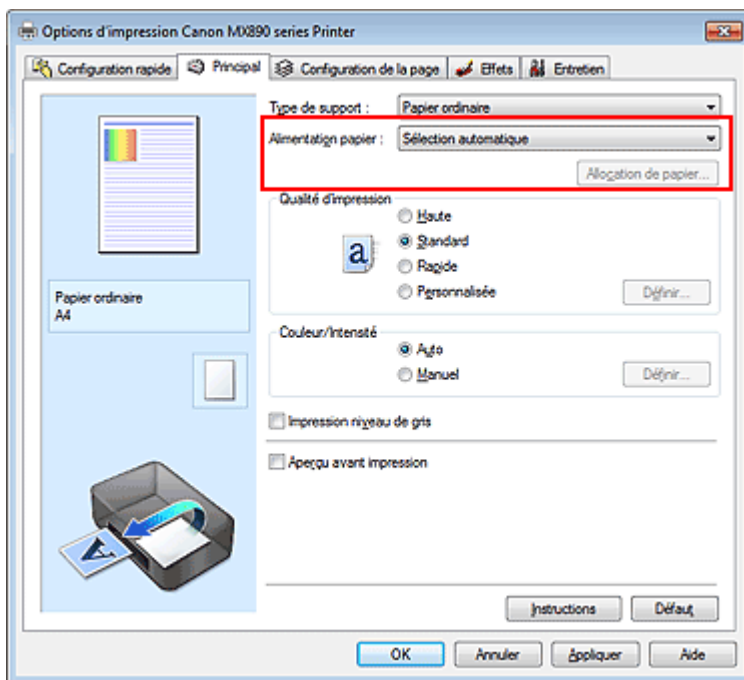 Options d'impression Canon MX890 series Printer
Configuration rapide
Principal
Configuration de la page
Effets
Entretien
Type de support :
Papier ordinaire
Alimentation papier :
Sélection automatique
Allocation de papier...
Qualité d'impression
Haute
a
Standard
Rapide
Personnalisée
Définir...
Papier ordinaire
A4
Couleur/Intensité
Auto
Manuel
Définir...
Impression niveau de gris
Aperçu avant impression
A
Instructions
Défaut
OK
Annuler
Appliquer
Aide